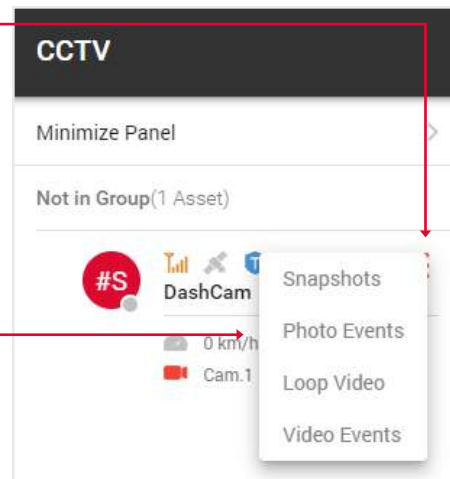 CCTV
Minimize Panel
Not in Group(1 Asset)
#S
T
DashCam
0 km/h
Cam.1
Snapshots
Photo Events
Loop Video
Video Events